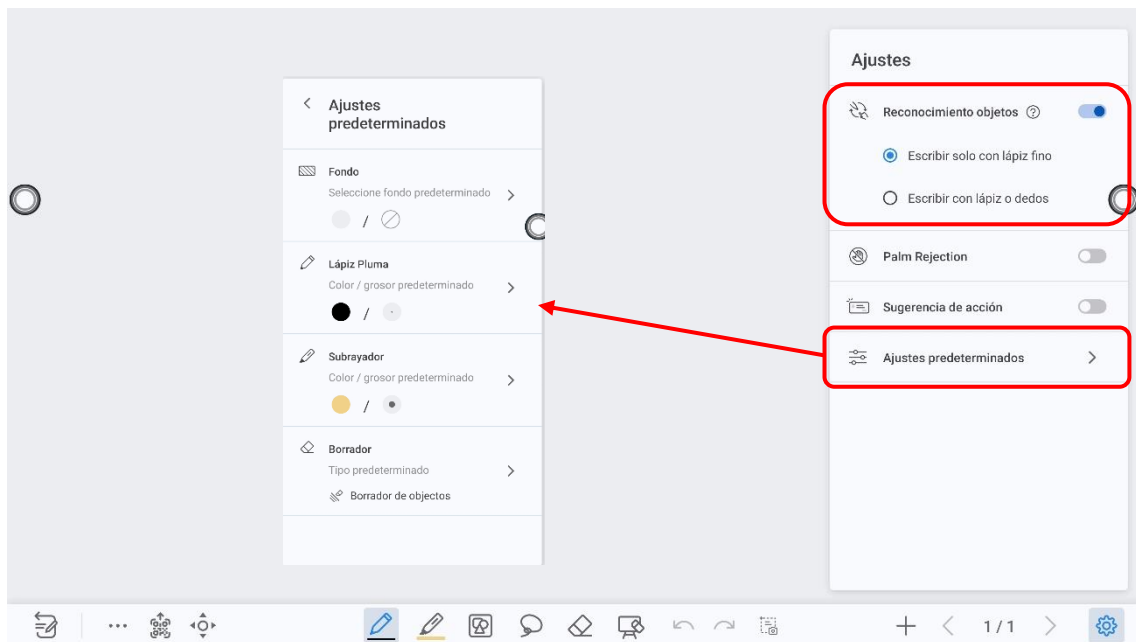 Ajustes
predeterminados
Fondo
Seleccione fondo predeterminado
/
Lápiz Pluma
Color / grosor predeterminado
/
Subrayador
Color / grosor predeterminado
/
Borrador
Tipo predeterminado
Borrador de objectos
Ajustes
Reconocimiento objetos ?
Escribir solo con lápiz fino
Escribir con lápiz o dedos
Palm Rejection
Sugerencia de acción
Ajustes predeterminados
1 / 1